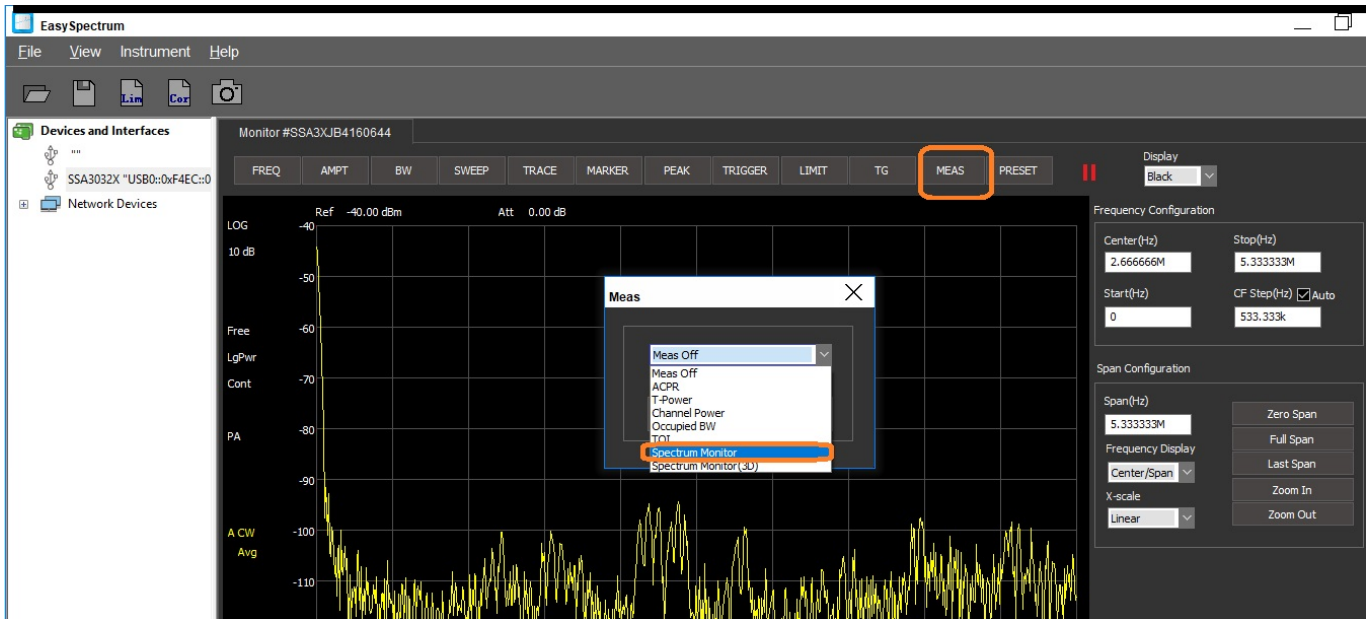 EasySpectrum
File View Instrument Help
Lim Cor
Devices and Interfaces
""
SSA3032X "USB0::0xF4EC::0
Network Devices
Monitor #SSA3XJB4160644
FREQ AMPT BW SWEEP TRACE MARKER PEAK TRIGGER LIMIT TG MEAS PRESET
Display
Black
Ref -40.00 dBm Att 0.00 dB
LOG
10 dB
Free
LgPwr
Cont
PA
A CW
Avg
-40
-50
-60
-70
-80
-90
-100
-110
Meas
Meas Off
Meas Off
ACPR
T-Power
Channel Power
Occupied BW
TOI
Spectrum Monitor
Spectrum Monitor(3D)
Frequency Configuration
Center(Hz) Stop(Hz)
2.666666M 5.333333M
Start(Hz) CF Step(Hz) Auto
0 533.333k
Span Configuration
Span(Hz)
5.333333M
Frequency Display
Center/Span
X-scale
Linear
Zero Span
Full Span
Last Span
Zoom In
Zoom Out